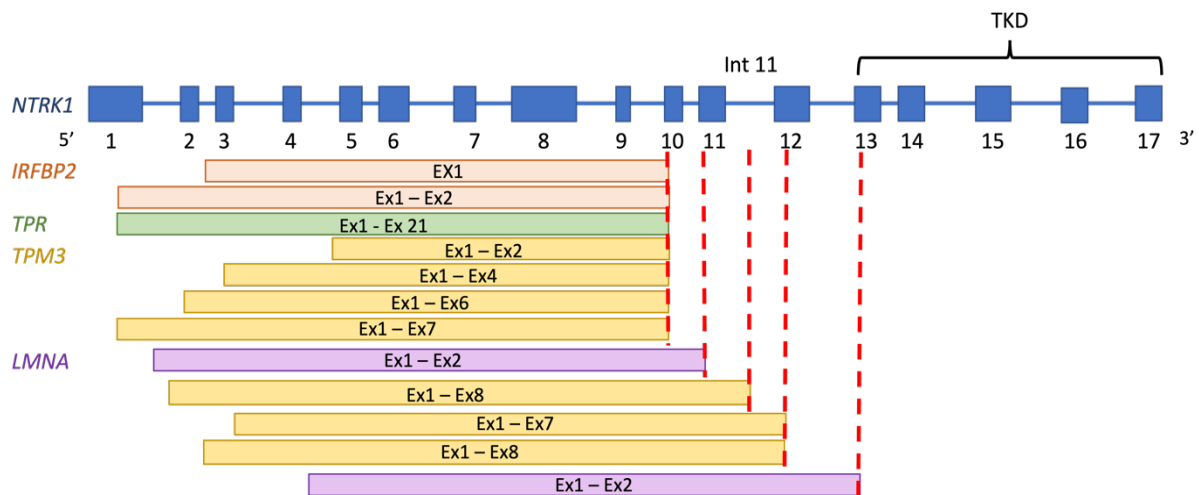 TKD
Int 11
NTRK1
5’ 1 2 3 4 5 6 7 8 9 10 11 12 13 14 15 16 17 3’
IRFBP2 EX1
Ex1 – Ex2
TPR Ex1 - Ex 21
TPM3 Ex1 – Ex2
Ex1 – Ex4
Ex1 – Ex6
Ex1 – Ex7
LMNA Ex1 – Ex2
Ex1 – Ex8
Ex1 – Ex7
Ex1 – Ex8
Ex1 – Ex2